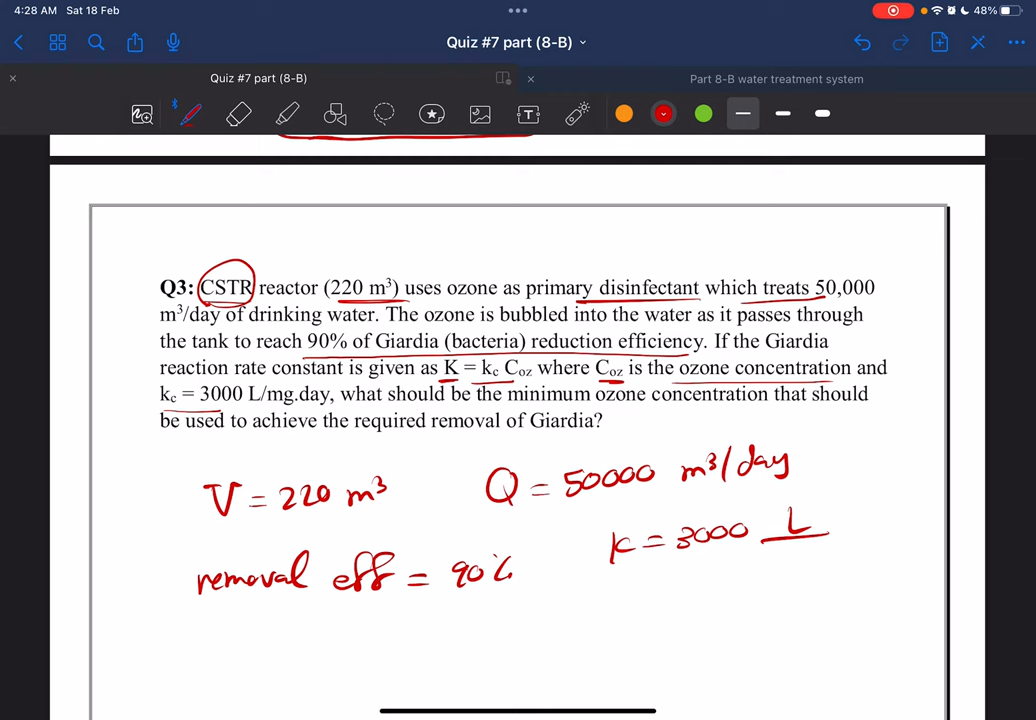 4:28 AM Sat 18 Feb
48%
Quiz #7 part (8-B)
Quiz #7 part (8-B)
Part 8-B water treatment system
Q3: CSTR reactor (220 m³) uses ozone as primary disinfectant which treats 50,000
m³/day of drinking water. The ozone is bubbled into the water as it passes through
the tank to reach 90% of Giardia (bacteria) reduction efficiency. If the Giardia
reaction rate constant is given as K = kc Coz where Coz is the ozone concentration and
kc = 3000 L/mg.day, what should be the minimum ozone concentration that should
be used to achieve the required removal of Giardia?
V = 220 m³
Q = 50000 m³/day
K = 3000 L
removal eff = 90%